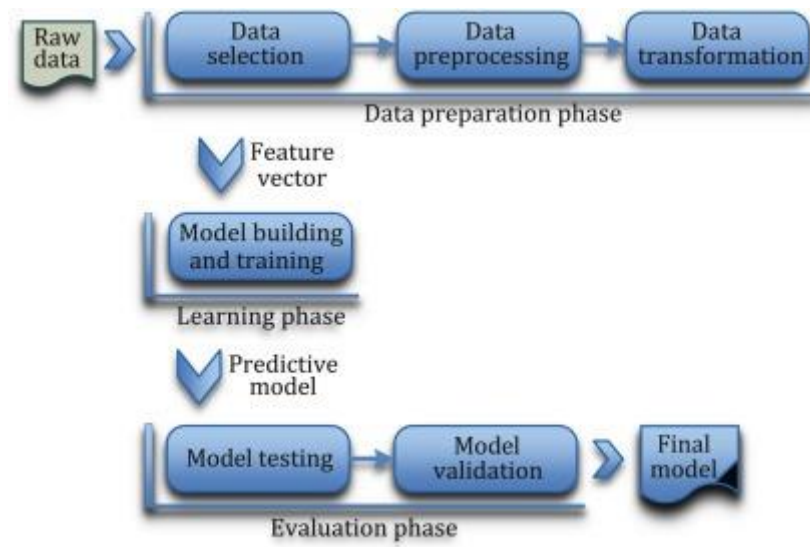 Raw
data
Data
selection
Data
preprocessing
Data
transformation
Data preparation phase
Feature
vector
Model building
and training
Learning phase
Predictive
model
Model testing
Model
validation
Final
model
Evaluation phase